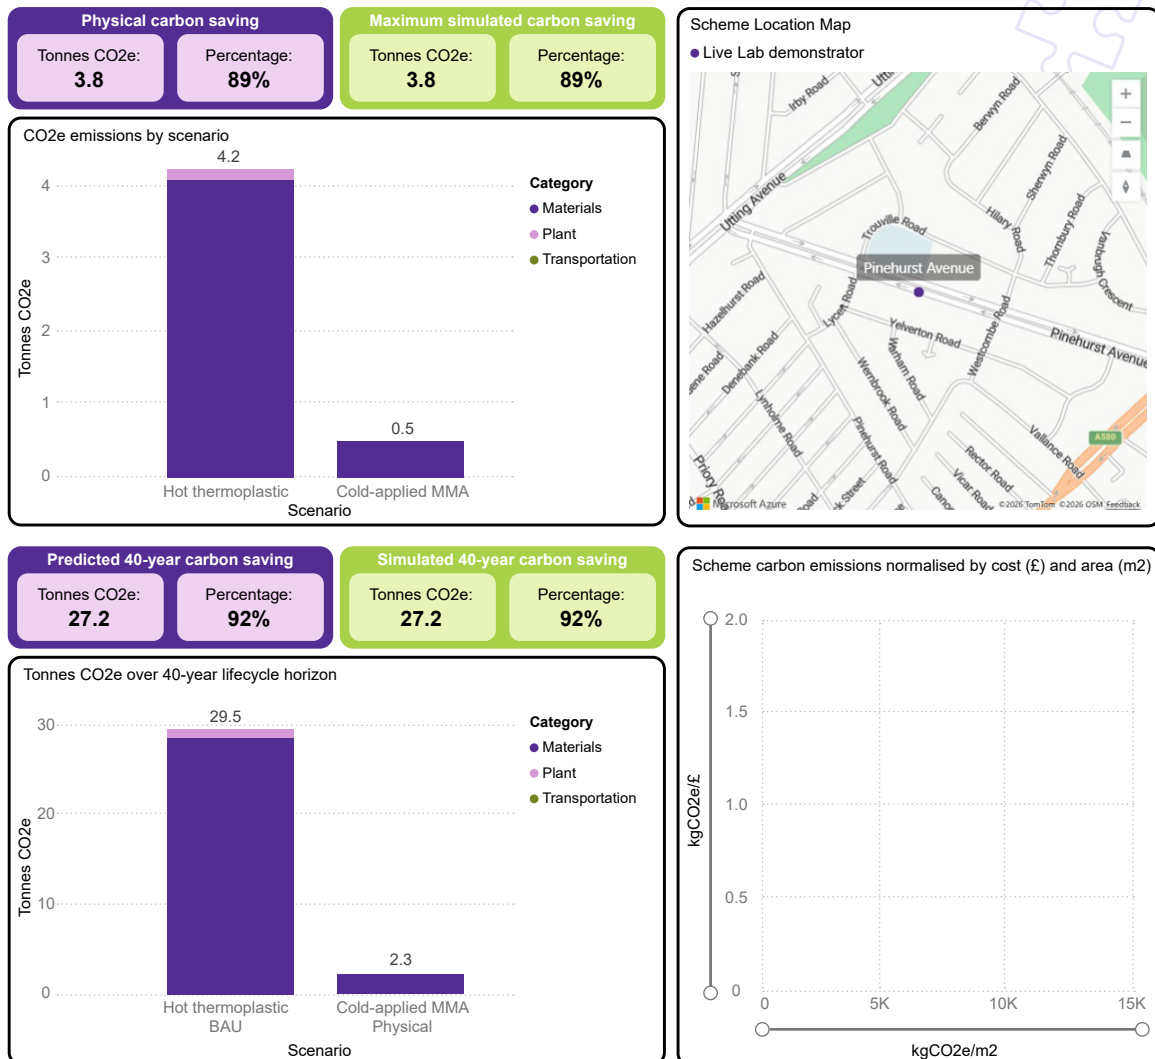 Physical carbon saving
Tonnes CO2e:
3.8
Percentage:
89%
Maximum simulated carbon saving
Tonnes CO2e:
3.8
Percentage:
89%
CO2e emissions by scenario
4.2
0.5
4
3
2
1
0
Tonnes CO2e
Hot thermoplastic
Cold-applied MMA
Scenario
Category
Materials
Plant
Transportation
Scheme Location Map
Live Lab demonstrator
Irby Road
Utting Avenue
Berwyn Road
Sherwyn Road
Thornbury Road
Vanbrugh Crescent
Hilary Road
Trouville Road
Pinehurst Avenue
Lycett Road
Hazelhurst Road
Denebank Road
Lynholme Road
Yelverton Road
Warham Road
Wernbrook Road
Westcombe Road
Pinehurst Road
Pinehurst Avenue
Valliance Road
A580
Rector Road
Vicar Road
Priory Ro
Microsoft Azure
©2026 TomTom ©2026 OSM Feedback
Predicted 40-year carbon saving
Tonnes CO2e:
27.2
Percentage:
92%
Simulated 40-year carbon saving
Tonnes CO2e:
27.2
Percentage:
92%
Tonnes CO2e over 40-year lifecycle horizon
29.5
2.3
30
20
10
0
Tonnes CO2e
Hot thermoplastic
BAU
Cold-applied MMA
Physical
Scenario
Category
Materials
Plant
Transportation
Scheme carbon emissions normalised by cost (£) and area (m2)
2.0
1.5
1.0
0.5
0
kgCO2e/£
0
5K
10K
15K
kgCO2e/m2